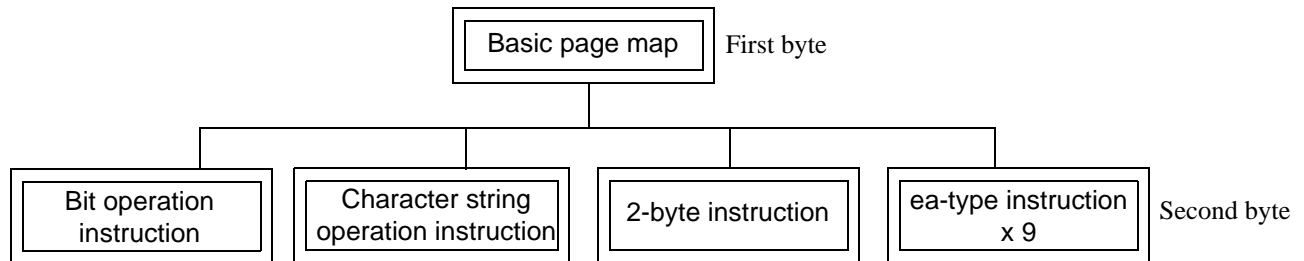 Basic page map
First byte
Bit operation
instruction
Character string
operation instruction
2-byte instruction
ea-type instruction
x 9
Second byte